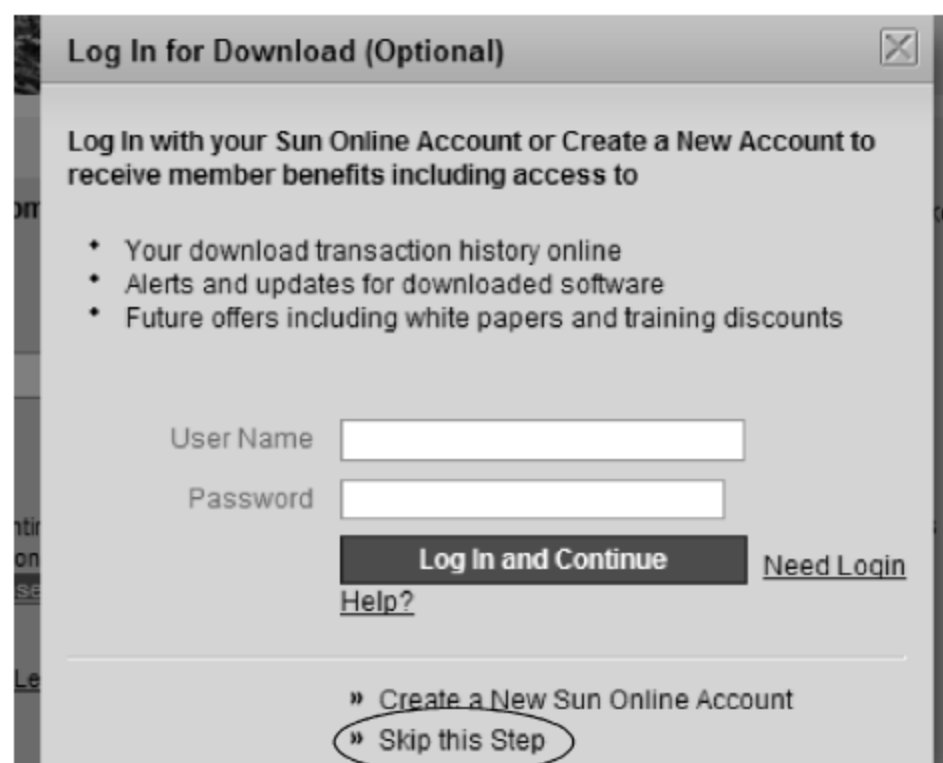 Log In for Download (Optional)
Log In with your Sun Online Account or Create a New Account to
receive member benefits including access to
• Your download transaction history online
• Alerts and updates for downloaded software
• Future offers including white papers and training discounts
User Name
Password
Log In and Continue Need Login
Help?
» Create a New Sun Online Account
» Skip this Step